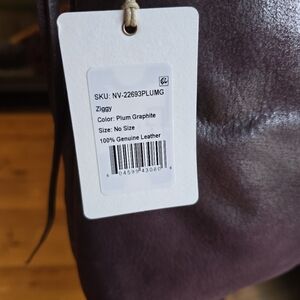 SKU: NV-22693PLUMG
Ziggy
Color: Plum Graphite
Size: No Size
100% Genuine Leather